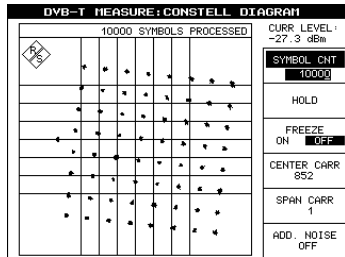 DVB-T MEASURE:CONSTELL DIAGRAM
10000 SYMBOLS PROCESSED
R/S
CURR LEVEL:
-27.3 dBm
SYMBOL CNT
10000
HOLD
FREEZE
ON OFF
CENTER CARR
852
SPAN CARR
1
ADD. NOISE
OFF